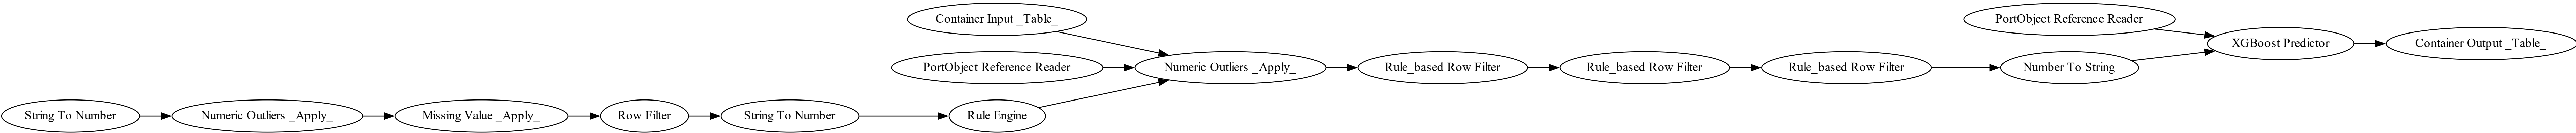 Container Input _Table_
PortObject Reference Reader
PortObject Reference Reader
Numeric Outliers _Apply_
Rule_based Row Filter
Rule_based Row Filter
Rule_based Row Filter
Number To String
XGBoost Predictor
Container Output _Table_
String To Number
Numeric Outliers _Apply_
Missing Value _Apply_
Row Filter
String To Number
Rule Engine